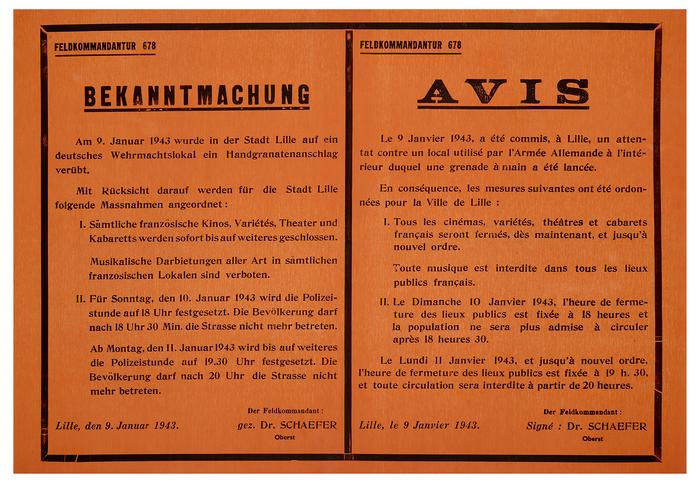 FELDKOMMANDANTUR 678
BEKANNTMACHUNG
Am 9. Januar 1943 wurde in der Stadt Lille auf ein
deutsches Wehrmachtslokal ein Handgranatenanschlag
verübt.
Mit Rücksicht darauf werden für die Stadt Lille
folgende Massnahmen angeordnet :
I. Sämtliche französische Kinos, Variétés, Theater und
Kabaretts werden sofort bis auf weiteres geschlossen.
Musikalische Darbietungen aller Art in sämtlichen
französischen Lokalen sind verboten.
II. Für Sonntag, den 10. Januar 1943 wird die Polizei-
stunde auf 18 Uhr festgesetzt. Die Bevölkerung darf
nach 18 Uhr 30 Min. die Strasse nicht mehr betreten.
Ab Montag, den 11. Januar 1943 wird bis auf weiteres
die Polizeistunde auf 19.30 Uhr festgesetzt. Die
Bevölkerung darf nach 20 Uhr die Strasse nicht
mehr betreten.
Der Feldkommandant :
Lille, den 9. Januar 1943. gez. Dr. SCHAEFER
Oberst
FELDKOMMANDANTUR 678
AVIS
Le 9 Janvier 1943, a été commis, à Lille, un atten-
tat contre un local utilisé par l'Armée Allemande à l'inté-
rieur duquel une grenade à main a été lancée.
En conséquence, les mesures suivantes ont été ordon-
nées pour la Ville de Lille :
I. Tous les cinémas, variétés, théâtres et cabarets
français seront fermés, dès maintenant, et jusqu'à
nouvel ordre.
Toute musique est interdite dans tous les lieux
publics français.
II. Le Dimanche 10 Janvier 1943, l'heure de ferme-
ture des lieux publics est fixée à 18 heures et
la population ne sera plus admise à circuler
après 18 heures 30.
Le Lundi 11 Janvier 1943, et jusqu'à nouvel ordre,
l'heure de fermeture des lieux publics est fixée à 19 h. 30,
et toute circulation sera interdite à partir de 20 heures.
Der Feldkommandant :
Lille, le 9 Janvier 1943. Signé : Dr. SCHAEFER
Oberst